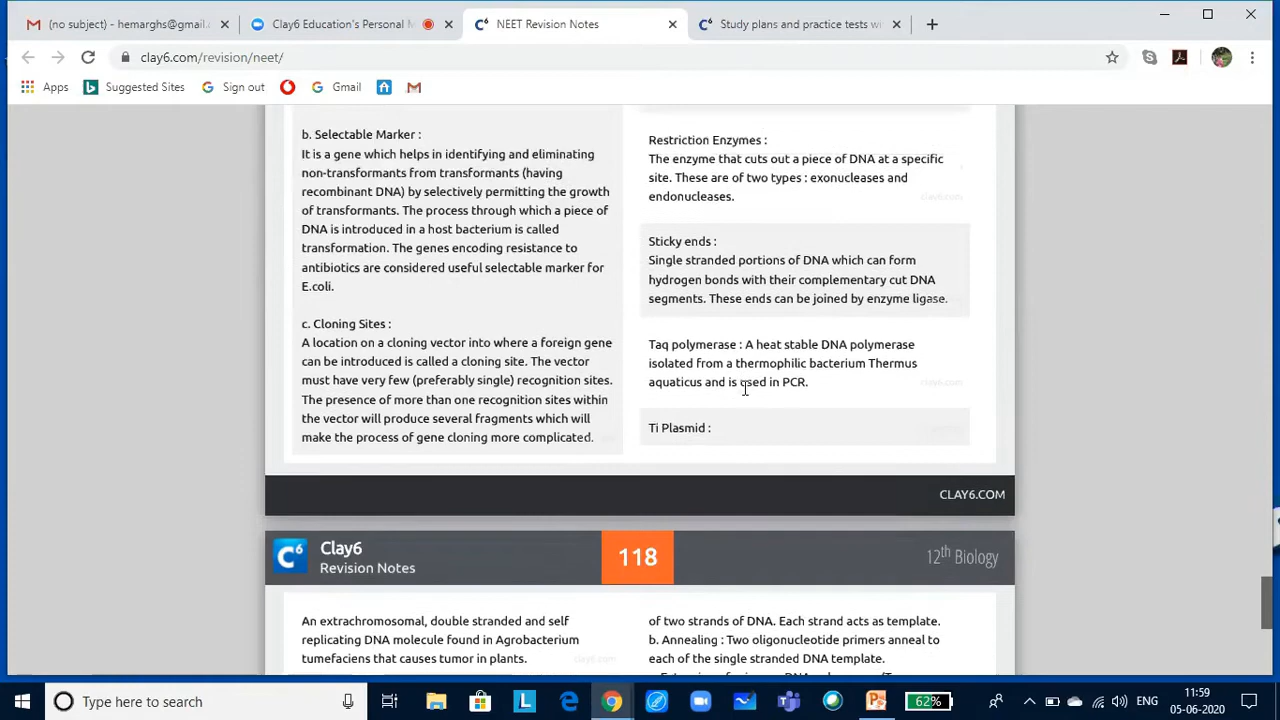 (no subject) - hemarghs@gmail.
Clay6 Education's Personal M
NEET Revision Notes
Study plans and practice tests wi
clay6.com/revision/neet/
Apps
Suggested Sites
Sign out
Gmail
b. Selectable Marker :
It is a gene which helps in identifying and eliminating
non-transformants from transformants (having
recombinant DNA) by selectively permitting the growth
of transformants. The process through which a piece of
DNA is introduced in a host bacterium is called
transformation. The genes encoding resistance to
antibiotics are considered useful selectable marker for
E.coli.
c. Cloning Sites :
A location on a cloning vector into where a foreign gene
can be introduced is called a cloning site. The vector
must have very few (preferably single) recognition sites.
The presence of more than one recognition sites within
the vector will produce several fragments which will
make the process of gene cloning more complicated.
Restriction Enzymes :
The enzyme that cuts out a piece of DNA at a specific
site. These are of two types : exonucleases and
endonucleases.
clay6.com
Sticky ends :
Single stranded portions of DNA which can form
hydrogen bonds with their complementary cut DNA
segments. These ends can be joined by enzyme ligase.
Taq polymerase : A heat stable DNA polymerase
isolated from a thermophilic bacterium Thermus
aquaticus and is used in PCR.
clay6.com
Ti Plasmid :
CLAY6.COM
C6
Clay6
Revision Notes
118
12th Biology
An extrachromosomal, double stranded and self
replicating DNA molecule found in Agrobacterium
tumefaciens that causes tumor in plants.
clay6.com
of two strands of DNA. Each strand acts as template.
b. Annealing : Two oligonucleotide primers anneal to
each of the single stranded DNA template.
Type here to search
62%
ENG
11:59
05-06-2020